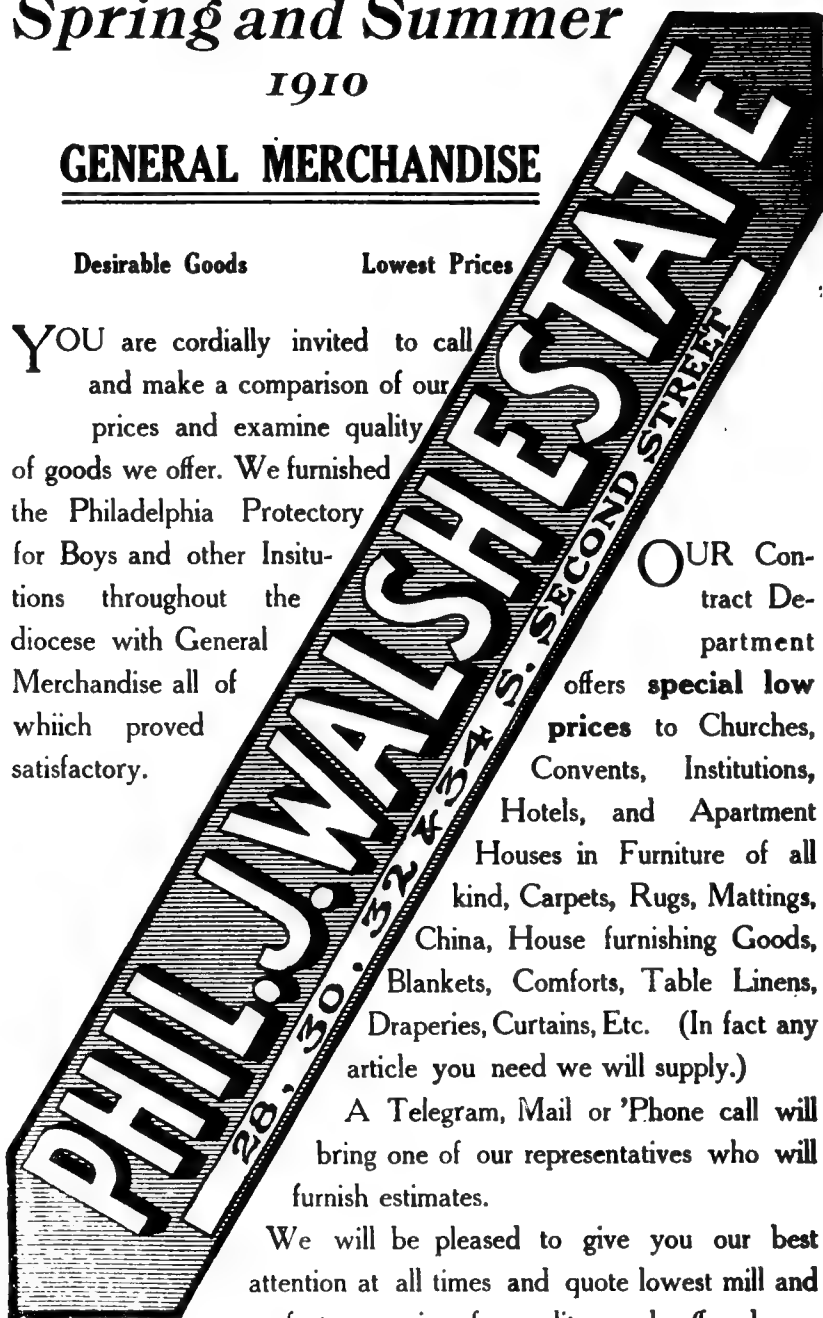 Spring and Summer
1910
GENERAL MERCHANDISE
Desirable Goods Lowest Prices
YOU are cordially invited to call
and make a comparison of our
prices and examine quality
of goods we offer. We furnished
the Philadelphia Protectory
for Boys and other Insitu-
tions throughout the
diocese with General
Merchandise all of
whiich proved
satisfactory.
PHIL. J. WALSH ESTATE
28, 30, 32 & 34 S. SECOND STREET
OUR Con-
tract De-
partment
offers special low
prices to Churches,
Convents, Institutions,
Hotels, and Apartment
Houses in Furniture of all
kind, Carpets, Rugs, Mattings,
China, House furnishing Goods,
Blankets, Comforts, Table Linens,
Draperies, Curtains, Etc. (In fact any
article you need we will supply.)
A Telegram, Mail or 'Phone call will
bring one of our representatives who will
furnish estimates.
We will be pleased to give you our best
attention at all times and quote lowest mill and